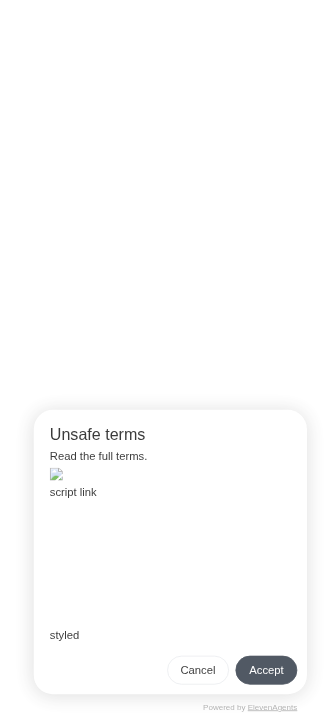 Unsafe terms
Read the full terms.
script link
styled
Cancel
Accept
Powered by ElevenAgents